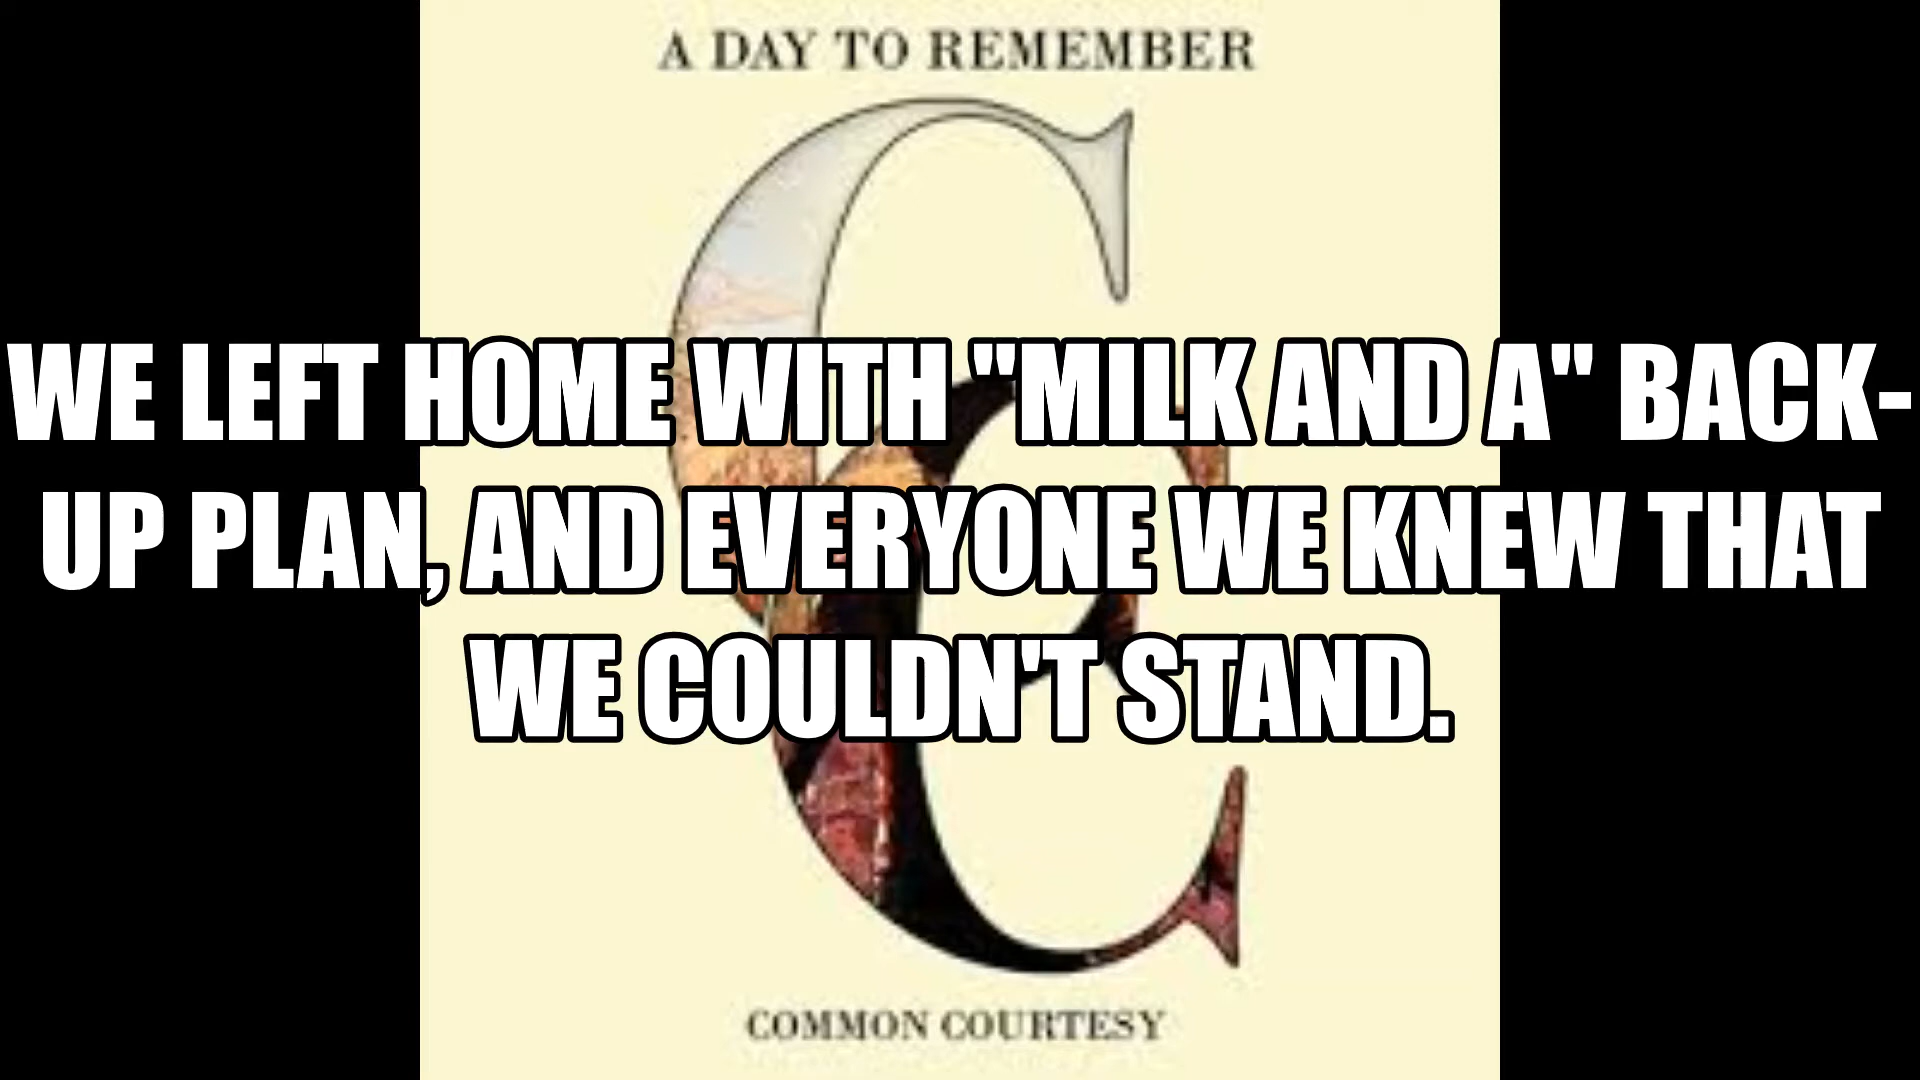 A DAY TO REMEMBER
WE LEFT HOME WITH "MILK AND A" BACK-
UP PLAN, AND EVERYONE WE KNEW THAT
WE COULDN'T STAND.
COMMON COURTESY